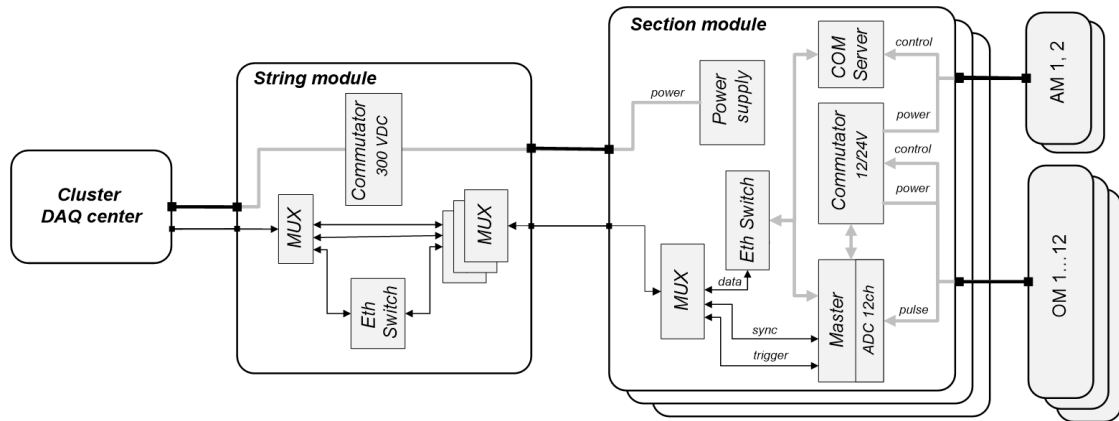 Cluster
DAQ center
String module
Commutator
300 VDC
MUX
MUX
Eth
Switch
Section module
power
Power
supply
COM
Server
control
power
Commutator
12/24V
control
power
Eth Switch
MUX
data
sync
trigger
Master
ADC 12ch
pulse
AM 1, 2
OM 1...12